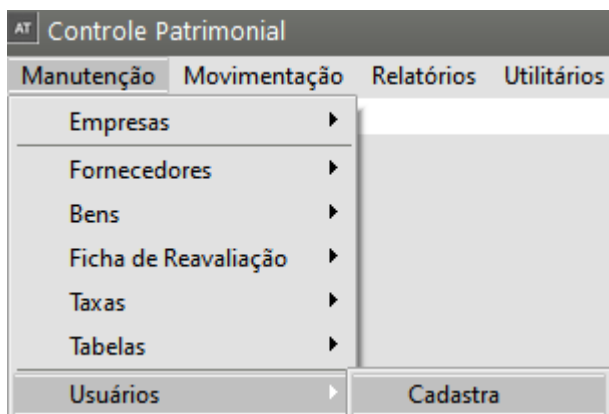 AT Controle Patrimonial
Manutenção Movimentação Relatórios Utilitários
Empresas
Fornecedores
Bens
Ficha de Reavaliação
Taxas
Tabelas
Usuários Cadastra